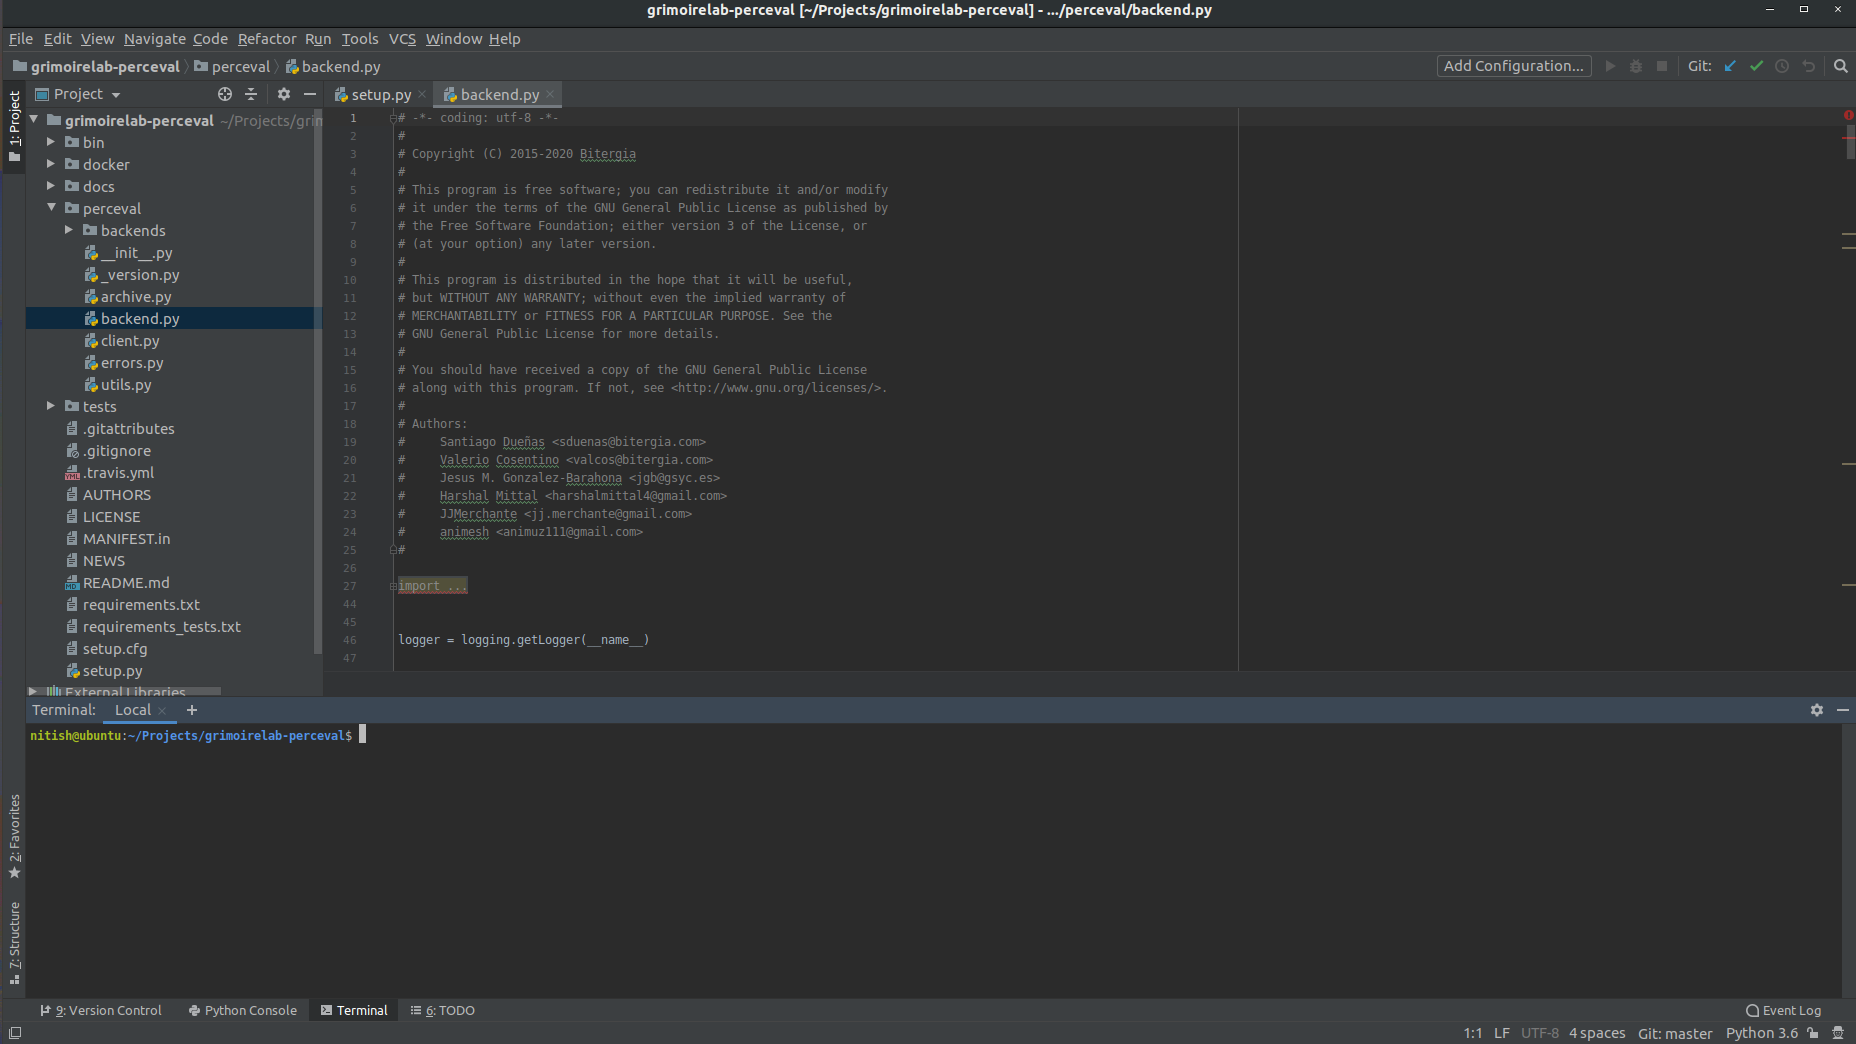 grimoirelab-perceval [~/Projects/grimoirelab-perceval] - .../perceval/backend.py
File Edit View Navigate Code Refactor Run Tools VCS Window Help
grimoirelab-perceval perceval backend.py
Add Configuration... Git:
1: Project
Project
setup.py backend.py
grimoirelab-perceval ~/Projects/grim
bin
docker
docs
perceval
backends
__init__.py
_version.py
archive.py
backend.py
client.py
errors.py
utils.py
tests
.gitattributes
.gitignore
.travis.yml
AUTHORS
LICENSE
MANIFEST.in
NEWS
README.md
requirements.txt
requirements_tests.txt
setup.cfg
setup.py
External Libraries
1 # -*- coding: utf-8 -*-
2 #
3 # Copyright (C) 2015-2020 Bitergia
4 #
5 # This program is free software; you can redistribute it and/or modify
6 # it under the terms of the GNU General Public License as published by
7 # the Free Software Foundation; either version 3 of the License, or
8 # (at your option) any later version.
9 #
10 # This program is distributed in the hope that it will be useful,
11 # but WITHOUT ANY WARRANTY; without even the implied warranty of
12 # MERCHANTABILITY or FITNESS FOR A PARTICULAR PURPOSE. See the
13 # GNU General Public License for more details.
14 #
15 # You should have received a copy of the GNU General Public License
16 # along with this program. If not, see <http://www.gnu.org/licenses/>.
17 #
18 # Authors:
19 #     Santiago Dueñas <sduenas@bitergia.com>
20 #     Valerio Cosentino <valcos@bitergia.com>
21 #     Jesus M. Gonzalez-Barahona <jgb@gsyc.es>
22 #     Harshal Mittal <harshalmittal4@gmail.com>
23 #     JJMerchante <jj.merchante@gmail.com>
24 #     animesh <animuz111@gmail.com>
25 #
26
27 import ...
44
45
46 logger = logging.getLogger(__name__)
47
Terminal: Local +
nitish@ubuntu:~/Projects/grimoirelab-perceval$
2: Favorites
7: Structure
9: Version Control Python Console Terminal 6: TODO Event Log
1:1 LF UTF-8 4 spaces Git: master Python 3.6